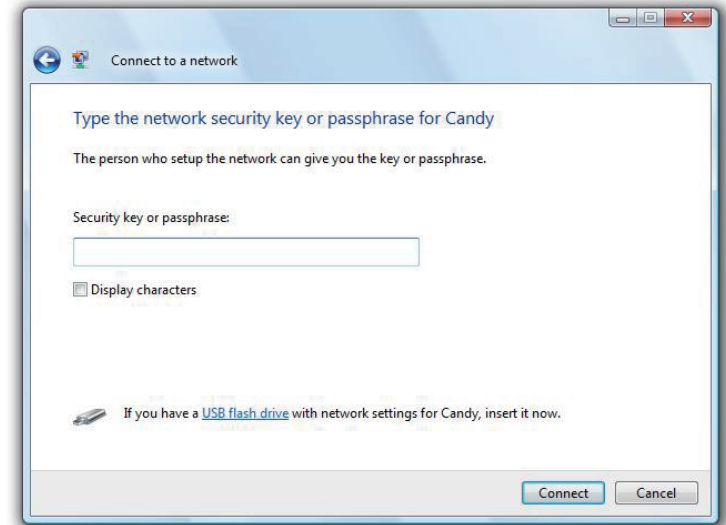 Connect to a network
Type the network security key or passphrase for Candy
The person who setup the network can give you the key or passphrase.
Security key or passphrase:
Display characters
If you have a USB flash drive with network settings for Candy, insert it now.
Connect Cancel